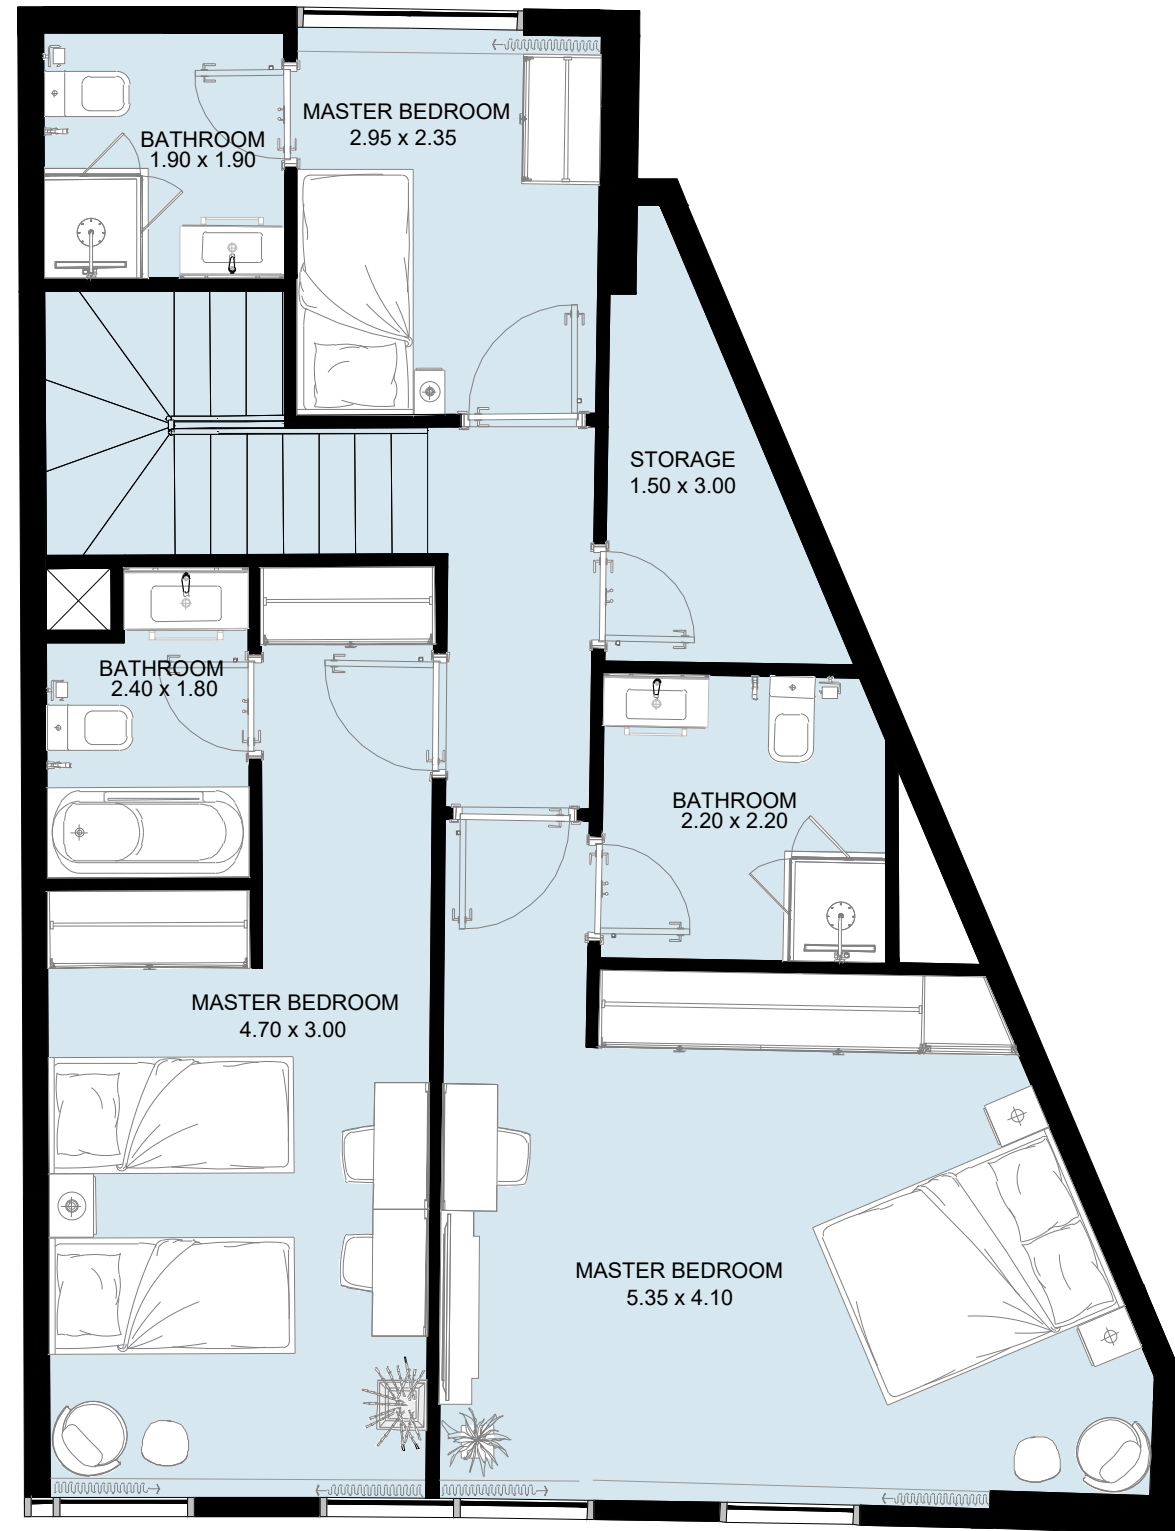 MASTER BEDROOM
2.95 x 2.35
BATHROOM
1.90 x 1.90
STORAGE
1.50 x 3.00
BATHROOM
2.40 x 1.80
BATHROOM
2.20 x 2.20
MASTER BEDROOM
4.70 x 3.00
MASTER BEDROOM
5.35 x 4.10